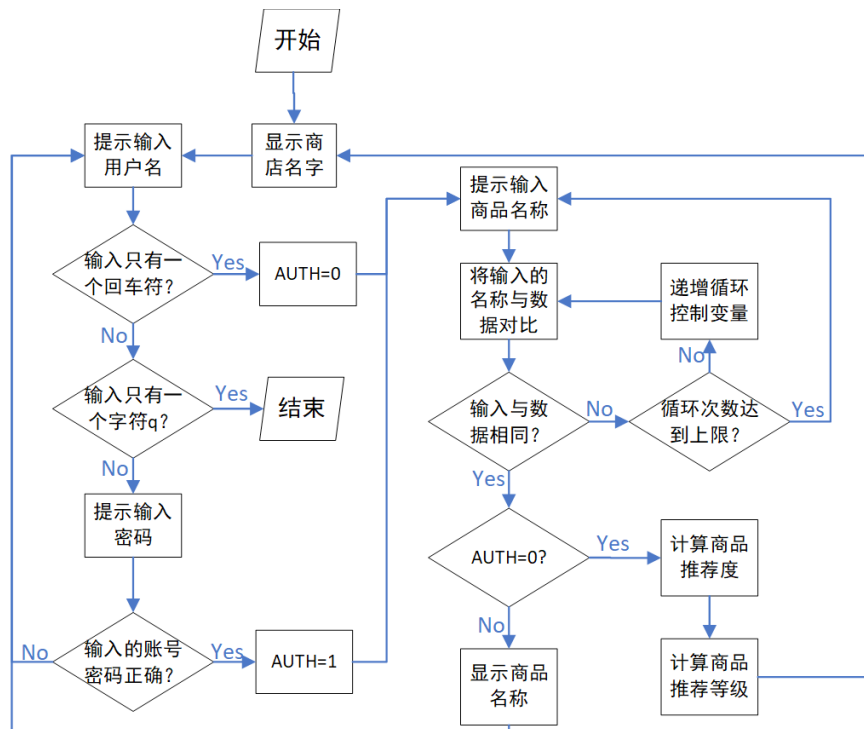 开始
显示商
店名字
提示输入
用户名
输入只有一
个回车符？
Yes
AUTH=0
No
输入只有一
个字符q？
Yes
结束
No
提示输入
密码
输入的账号
密码正确？
No
Yes
AUTH=1
提示输入
商品名称
将输入的
名称与数
据对比
递增循环
控制变量
输入与数
据相同？
No
循环次数达
到上限？
No
Yes
Yes
AUTH=0?
Yes
计算商品
推荐度
计算商品
推荐等级
No
显示商品
名称